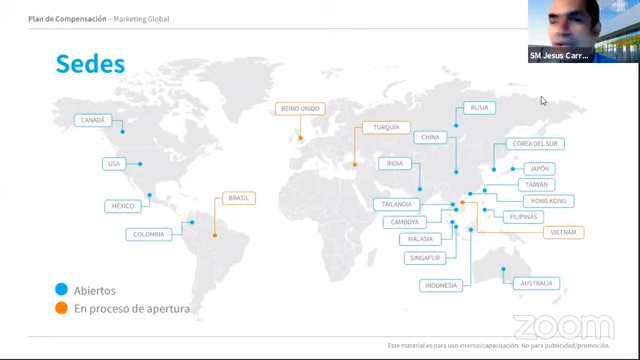 Plan de Compensación – Marketing Global
SM Jesus Carr...
Sedes
REINO UNIDO
RUSIA
CANADÁ
TURQUÍA
CHINA
COREA DEL SUR
USA
INDIA
JAPÓN
TAIWÁN
MÉXICO
BRASIL
TAILANDIA
HONG KONG
CAMBOYA
FILIPINAS
COLOMBIA
MALASIA
VIETNAM
SINGAPUR
INDONESIA
AUSTRALIA
Abiertos
En proceso de apertura
zoom
Este material es para uso interno/capacitación. No para publicidad/promoción.